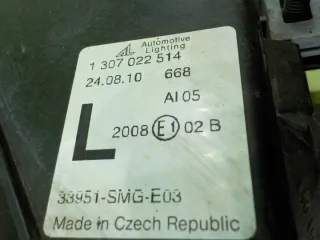 AL Automotive
Lighting
1 307 022 514
24.08.10 668
AI 05
L 2008 E1 02 B
33951-SMG-E03
Made in Czech Republic